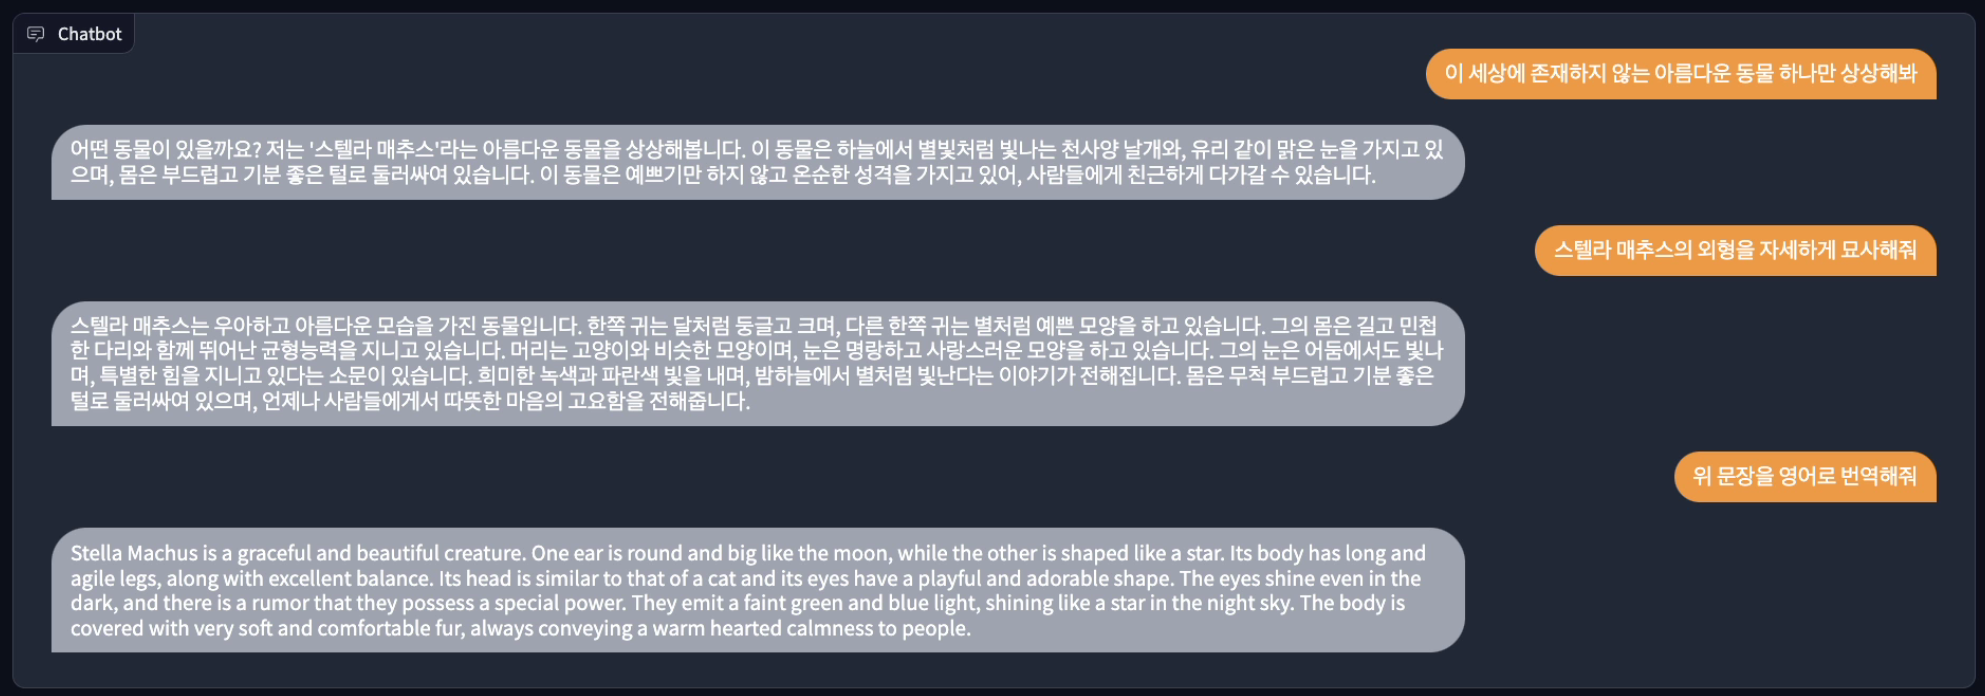 Chatbot
이 세상에 존재하지 않는 아름다운 동물 하나만 상상해봐
어떤 동물이 있을까요? 저는 '스텔라 매추스'라는 아름다운 동물을 상상해봅니다. 이 동물은 하늘에서 별빛처럼 빛나는 천사양 날개와, 유리 같이 맑은 눈을 가지고 있
으며, 몸은 부드럽고 기분 좋은 털로 둘러싸여 있습니다. 이 동물은 예쁘기만 하지 않고 온순한 성격을 가지고 있어, 사람들에게 친근하게 다가갈 수 있습니다.
스텔라 매추스의 외형을 자세하게 묘사해줘
스텔라 매추스는 우아하고 아름다운 모습을 가진 동물입니다. 한쪽 귀는 달처럼 둥글고 크며, 다른 한쪽 귀는 별처럼 예쁜 모양을 하고 있습니다. 그의 몸은 길고 민첩
한 다리와 함께 뛰어난 균형능력을 지니고 있습니다. 머리는 고양이와 비슷한 모양이며, 눈은 명랑하고 사랑스러운 모양을 하고 있습니다. 그의 눈은 어둠에서도 빛나
며, 특별한 힘을 지니고 있다는 소문이 있습니다. 희미한 녹색과 파란색 빛을 내며, 밤하늘에서 별처럼 빛난다는 이야기가 전해집니다. 몸은 무척 부드럽고 기분 좋은
털로 둘러싸여 있으며, 언제나 사람들에게서 따뜻한 마음의 고요함을 전해줍니다.
위 문장을 영어로 번역해줘
Stella Machus is a graceful and beautiful creature. One ear is round and big like the moon, while the other is shaped like a star. Its body has long and
agile legs, along with excellent balance. Its head is similar to that of a cat and its eyes have a playful and adorable shape. The eyes shine even in the
dark, and there is a rumor that they possess a special power. They emit a faint green and blue light, shining like a star in the night sky. The body is
covered with very soft and comfortable fur, always conveying a warm hearted calmness to people.